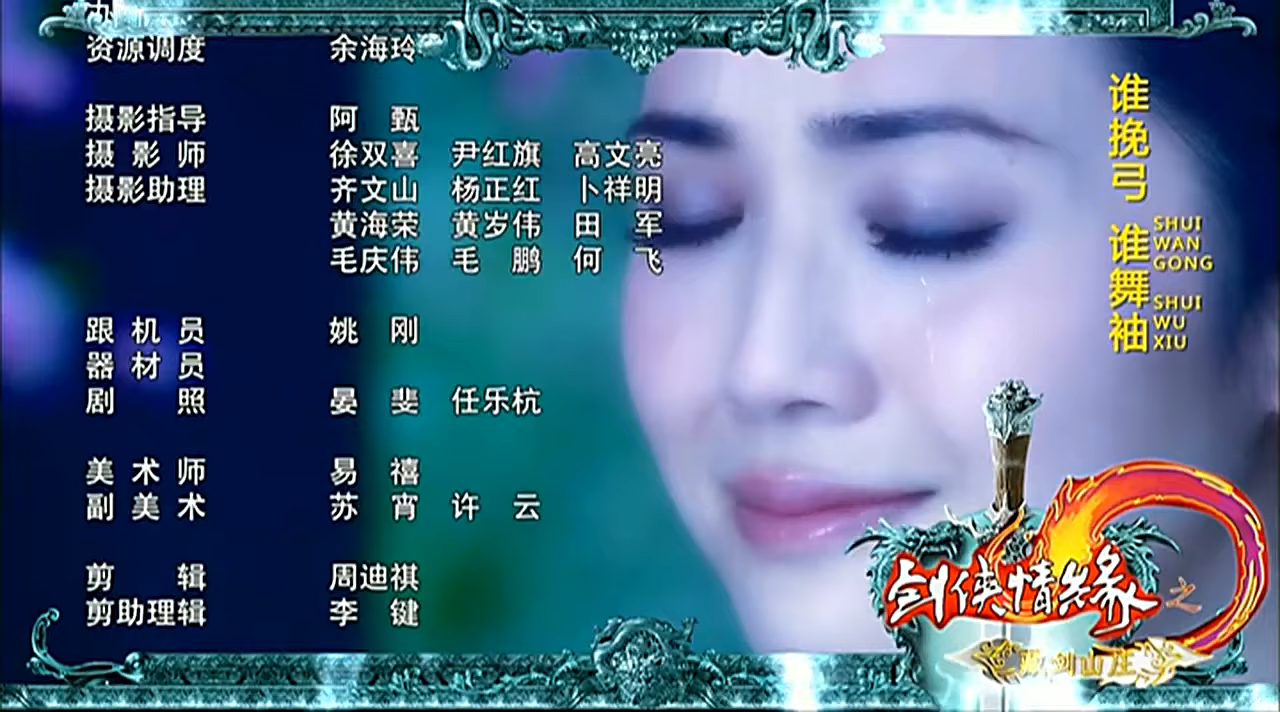 资源调度 余海玲
摄影指导 阿甄
摄影师 徐双喜 尹红旗 高文亮
摄影助理 齐文山 杨正红 卜祥明
黄海荣 黄岁伟 田军
毛庆伟 毛鹏 何飞
跟机员 姚刚
器材员
剧照 晏斐 任乐杭
美术师 易禧
副美术 苏宵 许云
剪辑 周迪祺
剪助理辑 李键
谁挽弓 谁舞袖
SHUI
WAN
GONG
SHUI
WU
XIU
剑侠情缘之
藏剑山庄